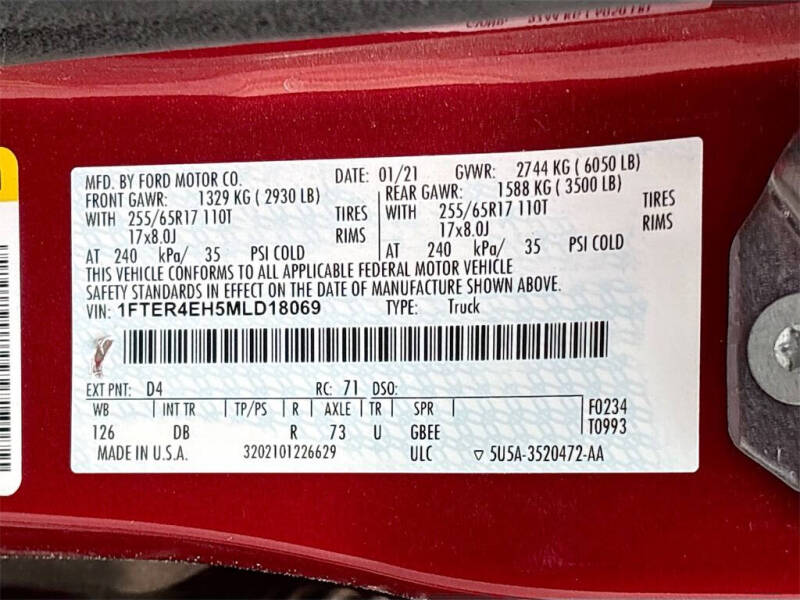 MFD. BY FORD MOTOR CO. DATE: 01/21 GVWR: 2744 KG ( 6050 LB)
FRONT GAWR: 1329 KG ( 2930 LB) REAR GAWR: 1588 KG ( 3500 LB)
WITH 255/65R17 110T TIRES WITH 255/65R17 110T TIRES
17x8.0J RIMS 17x8.0J RIMS
AT 240 kPa/ 35 PSI COLD AT 240 kPa/ 35 PSI COLD
THIS VEHICLE CONFORMS TO ALL APPLICABLE FEDERAL MOTOR VEHICLE
SAFETY STANDARDS IN EFFECT ON THE DATE OF MANUFACTURE SHOWN ABOVE.
VIN: 1FTER4EH5MLD18069 TYPE: Truck
EXT PNT: D4 RC: 71 DSO:
WB INT TR TP/PS R AXLE TR SPR F0234
126 DB R 73 U GBEE T0993
MADE IN U.S.A. 3202101226629 ULC ▽ 5U5A-3520472-AA